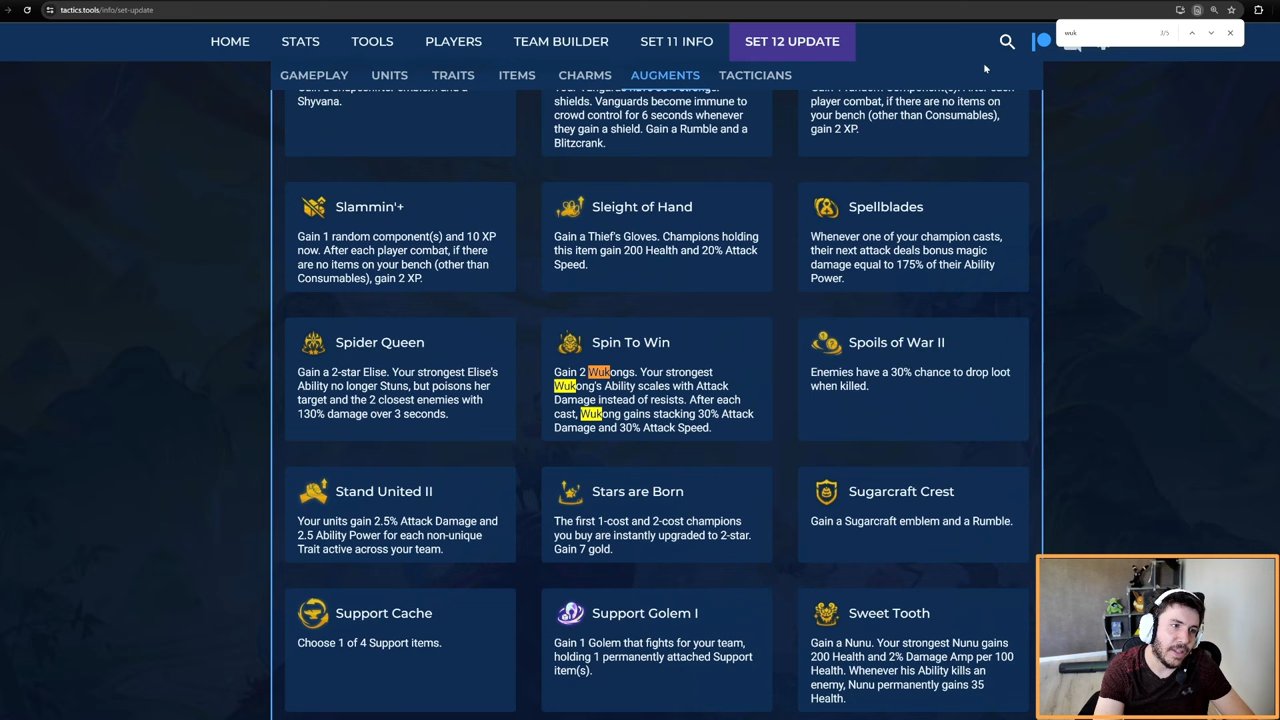 tactics.tools/info/set-update
wuk
3/5
HOME STATS TOOLS PLAYERS TEAM BUILDER SET 11 INFO SET 12 UPDATE
GAMEPLAY UNITS TRAITS ITEMS CHARMS AUGMENTS TACTICIANS
Shyvana.
shields. Vanguards become immune to
crowd control for 6 seconds whenever
they gain a shield. Gain a Rumble and a
Blitzcrank.
player combat, if there are no items on
your bench (other than Consumables),
gain 2 XP.
Slammin'+
Gain 1 random component(s) and 10 XP
now. After each player combat, if there
are no items on your bench (other than
Consumables), gain 2 XP.
Sleight of Hand
Gain a Thief's Gloves. Champions holding
this item gain 200 Health and 20% Attack
Speed.
Spellblades
Whenever one of your champion casts,
their next attack deals bonus magic
damage equal to 175% of their Ability
Power.
Spider Queen
Gain a 2-star Elise. Your strongest Elise's
Ability no longer Stuns, but poisons her
target and the 2 closest enemies with
130% damage over 3 seconds.
Spin To Win
Gain 2 Wukongs. Your strongest
Wukong's Ability scales with Attack
Damage instead of resists. After each
cast, Wukong gains stacking 30% Attack
Damage and 30% Attack Speed.
Spoils of War II
Enemies have a 30% chance to drop loot
when killed.
Stand United II
Your units gain 2.5% Attack Damage and
2.5 Ability Power for each non-unique
Trait active across your team.
Stars are Born
The first 1-cost and 2-cost champions
you buy are instantly upgraded to 2-star.
Gain 7 gold.
Sugarcraft Crest
Gain a Sugarcraft emblem and a Rumble.
Support Cache
Choose 1 of 4 Support items.
Support Golem I
Gain 1 Golem that fights for your team,
holding 1 permanently attached Support
item(s).
Sweet Tooth
Gain a Nunu. Your strongest Nunu gains
200 Health and 2% Damage Amp per 100
Health. Whenever his Ability kills an
enemy, Nunu permanently gains 35
Health.